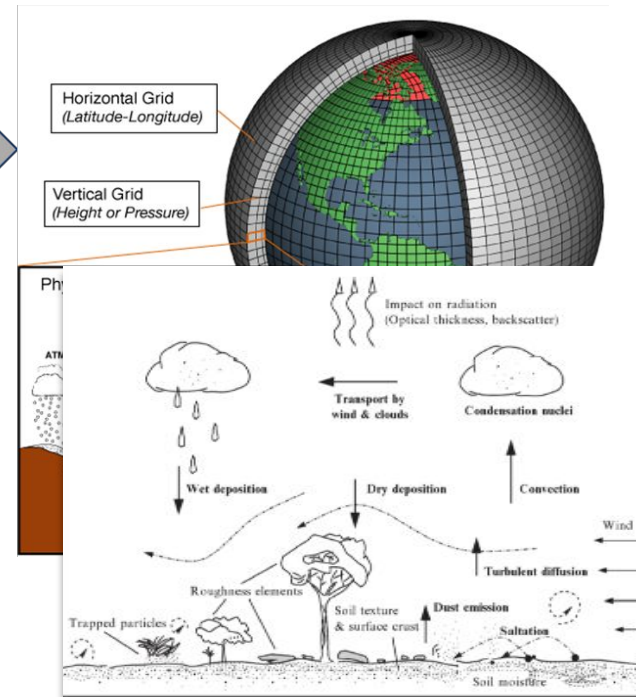 Horizontal Grid
(Latitude-Longitude)
Vertical Grid
(Height or Pressure)
Impact on radiation
(Optical thickness, backscatter)
Transport by
wind & clouds
Condensation nuclei
Wet deposition
Dry deposition
Convection
Wind
Turbulent diffusion
Roughness elements
Soil texture
& surface crust
Dust emission
Trapped particles
Saltation
Soil moisture